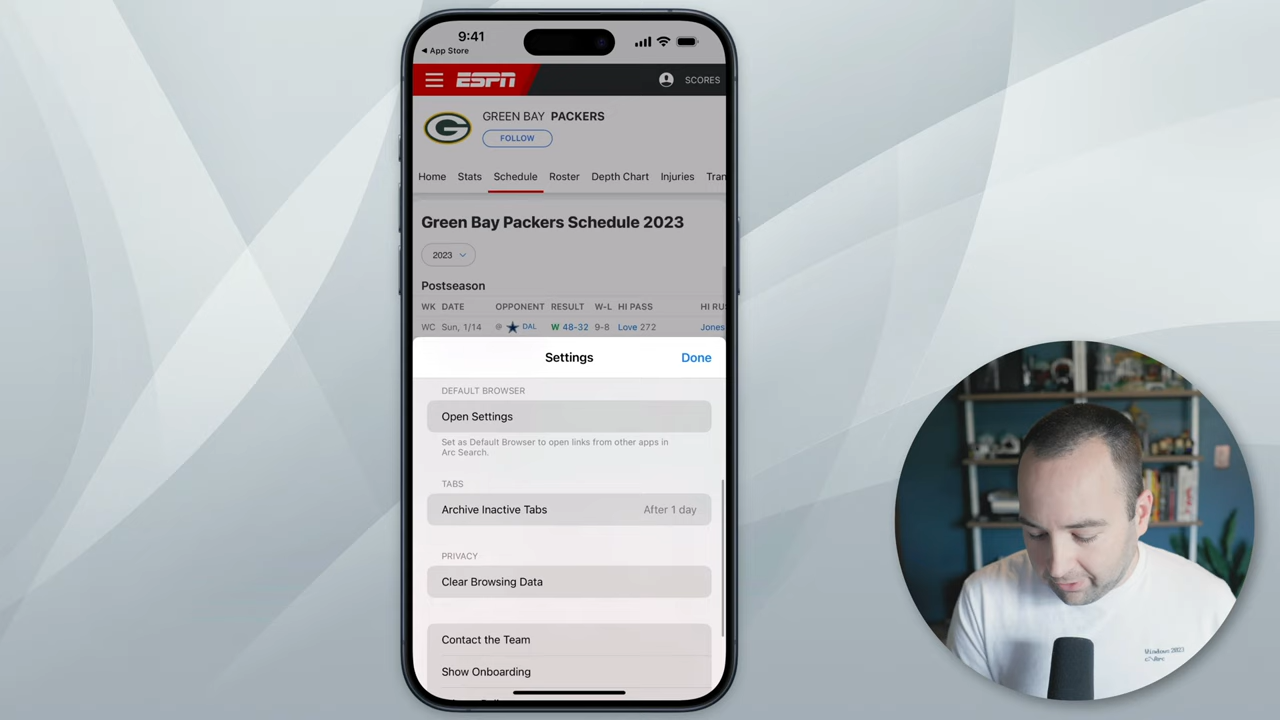 9:41
◀ App Store
ESPN
SCORES
GREEN BAY PACKERS
FOLLOW
Home Stats Schedule Roster Depth Chart Injuries Tran
Green Bay Packers Schedule 2023
2023
Postseason
WK DATE OPPONENT RESULT W-L HI PASS HI RU
WC Sun, 1/14 @ DAL W 48-32 9-8 Love 272 Jones
Settings
Done
DEFAULT BROWSER
Open Settings
Set as Default Browser to open links from other apps in
Arc Search.
TABS
Archive Inactive Tabs After 1 day
PRIVACY
Clear Browsing Data
Contact the Team
Show Onboarding